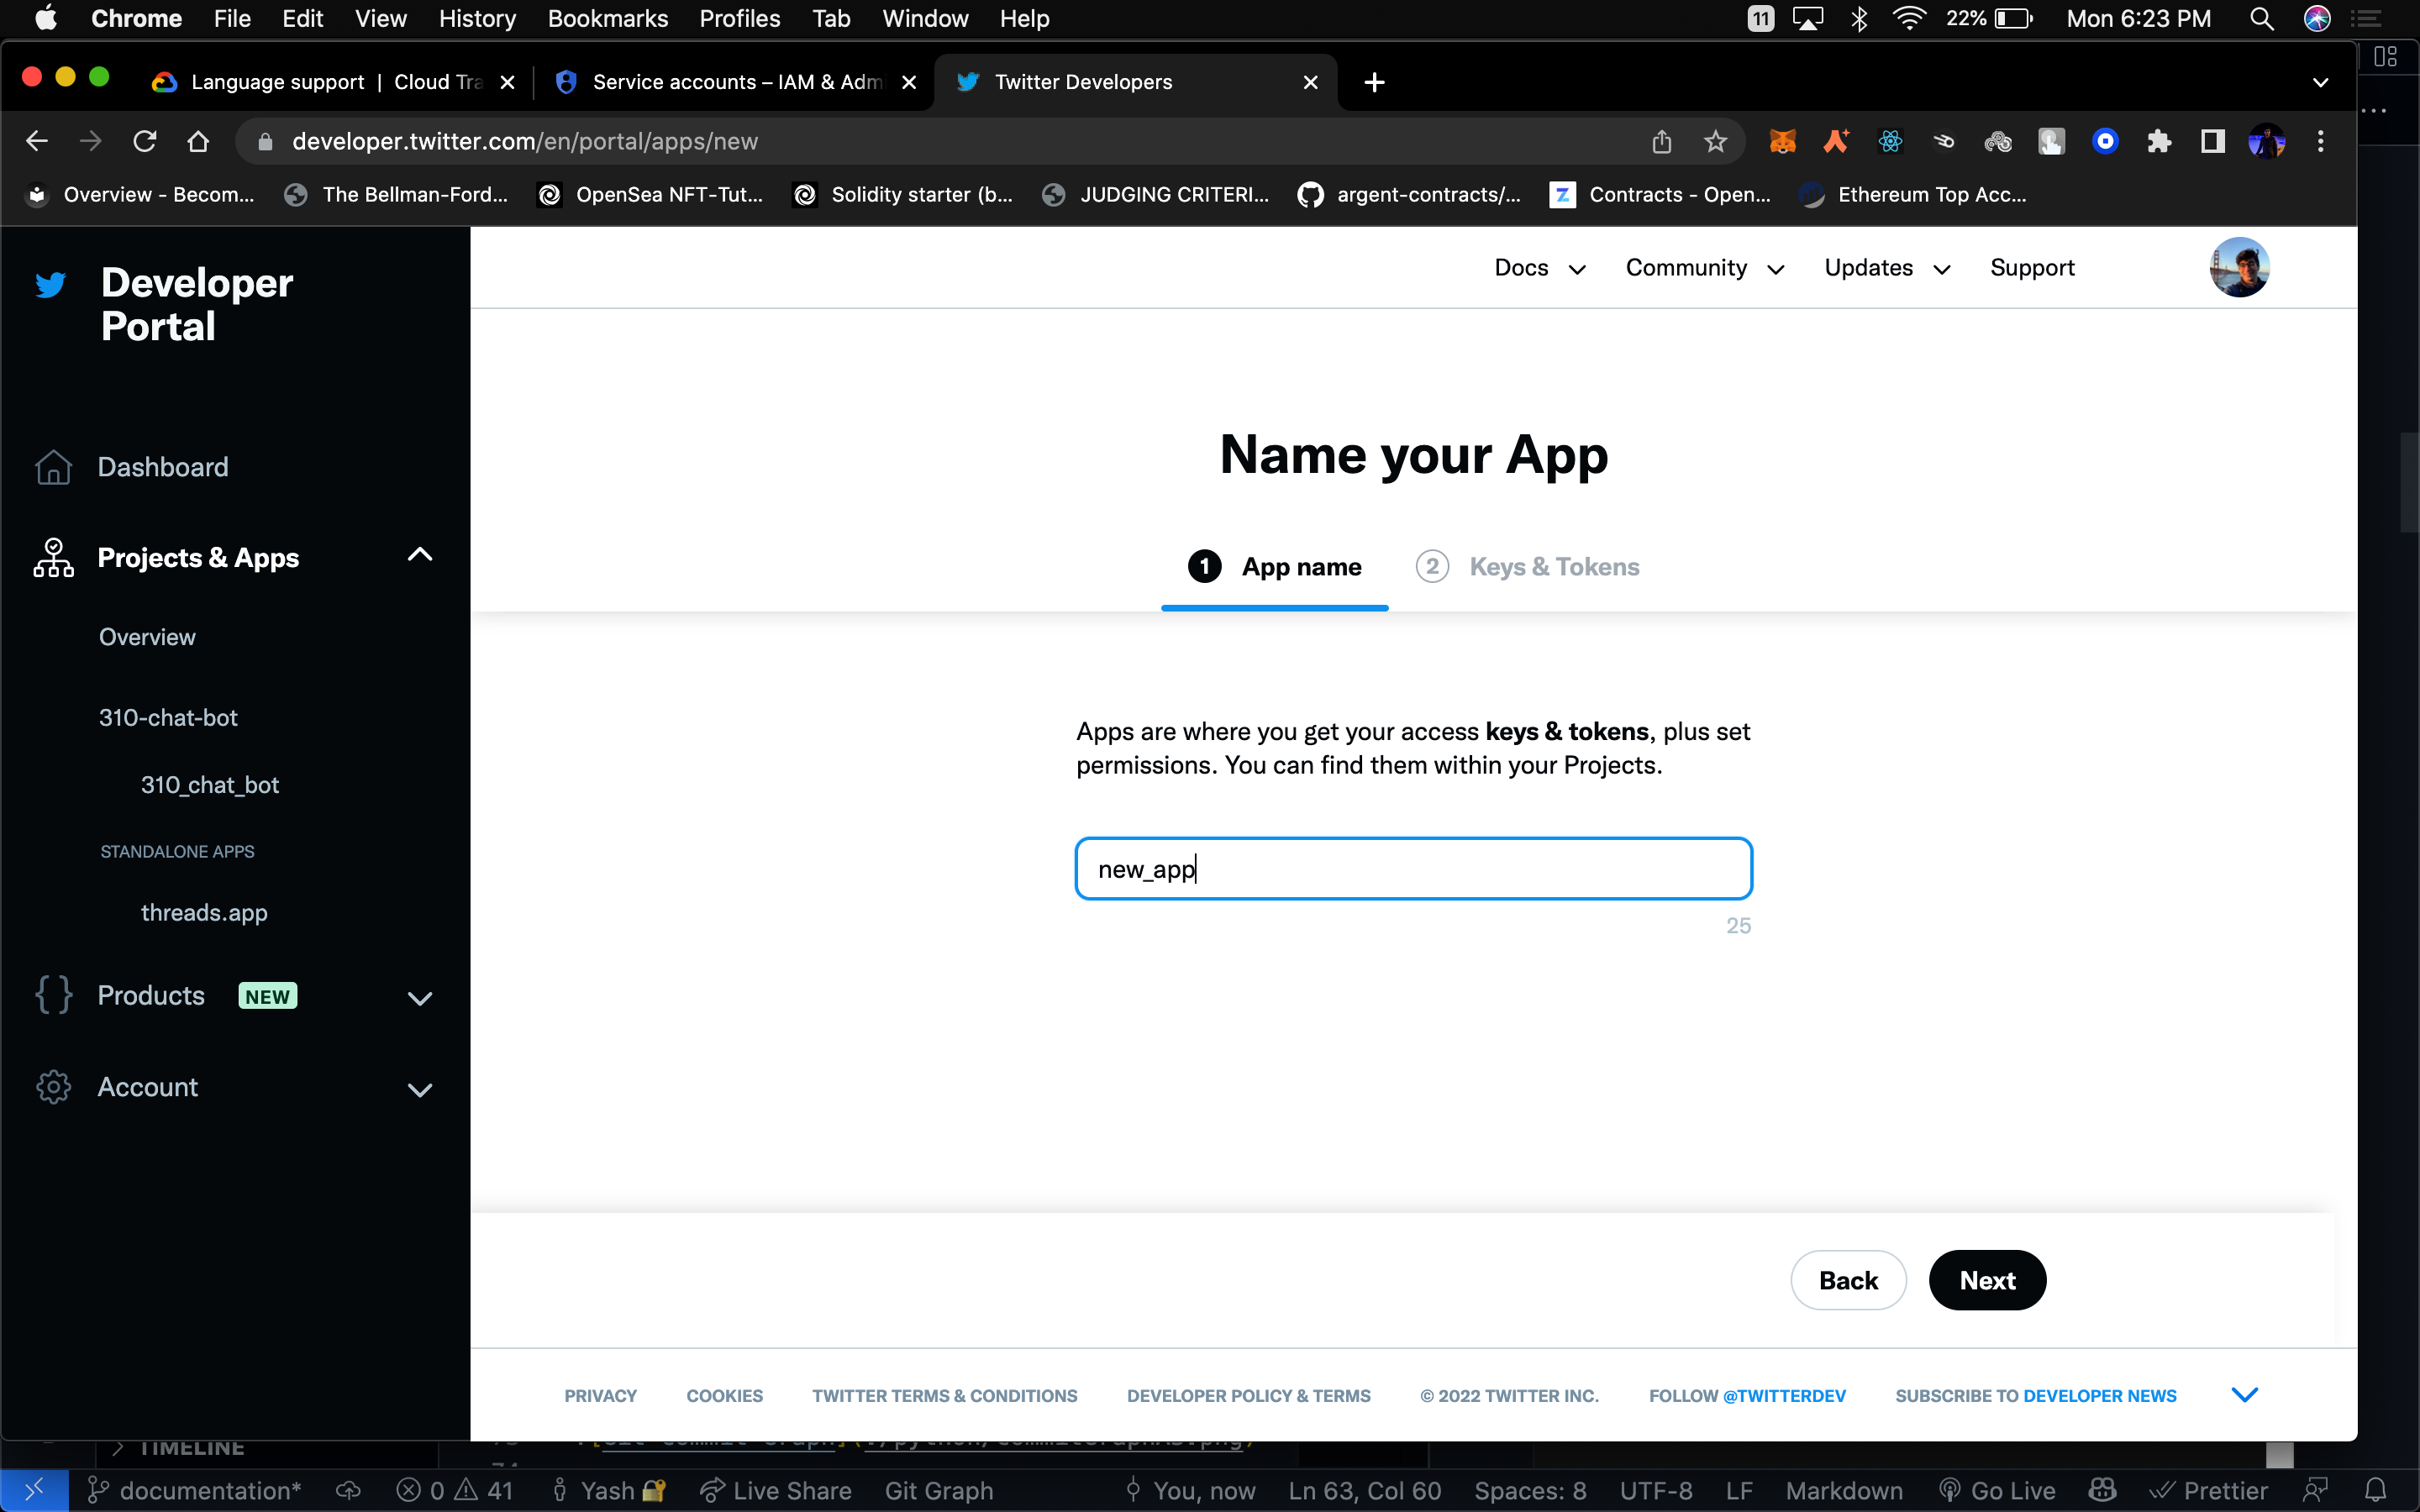 Chrome File Edit View History Bookmarks Profiles Tab Window Help 11 22% Mon 6:23 PM
Language support | Cloud Tra Service accounts – IAM & Adm Twitter Developers
developer.twitter.com/en/portal/apps/new
Overview - Becom... The Bellman-Ford... OpenSea NFT-Tut... Solidity starter (b... JUDGING CRITERI... argent-contracts/... Contracts - Open... Ethereum Top Acc...
Developer
Portal
Docs Community Updates Support
Dashboard
Projects & Apps
Overview
310-chat-bot
310_chat_bot
STANDALONE APPS
threads.app
Products NEW
Account
Name your App
1 App name 2 Keys & Tokens
Apps are where you get your access keys & tokens, plus set
permissions. You can find them within your Projects.
new_app
25
Back Next
PRIVACY COOKIES TWITTER TERMS & CONDITIONS DEVELOPER POLICY & TERMS © 2022 TWITTER INC. FOLLOW @TWITTERDEV SUBSCRIBE TO DEVELOPER NEWS
TIMELINE
documentation* 0 41 Yash Live Share Git Graph You, now Ln 63, Col 60 Spaces: 8 UTF-8 LF Markdown Go Live Prettier